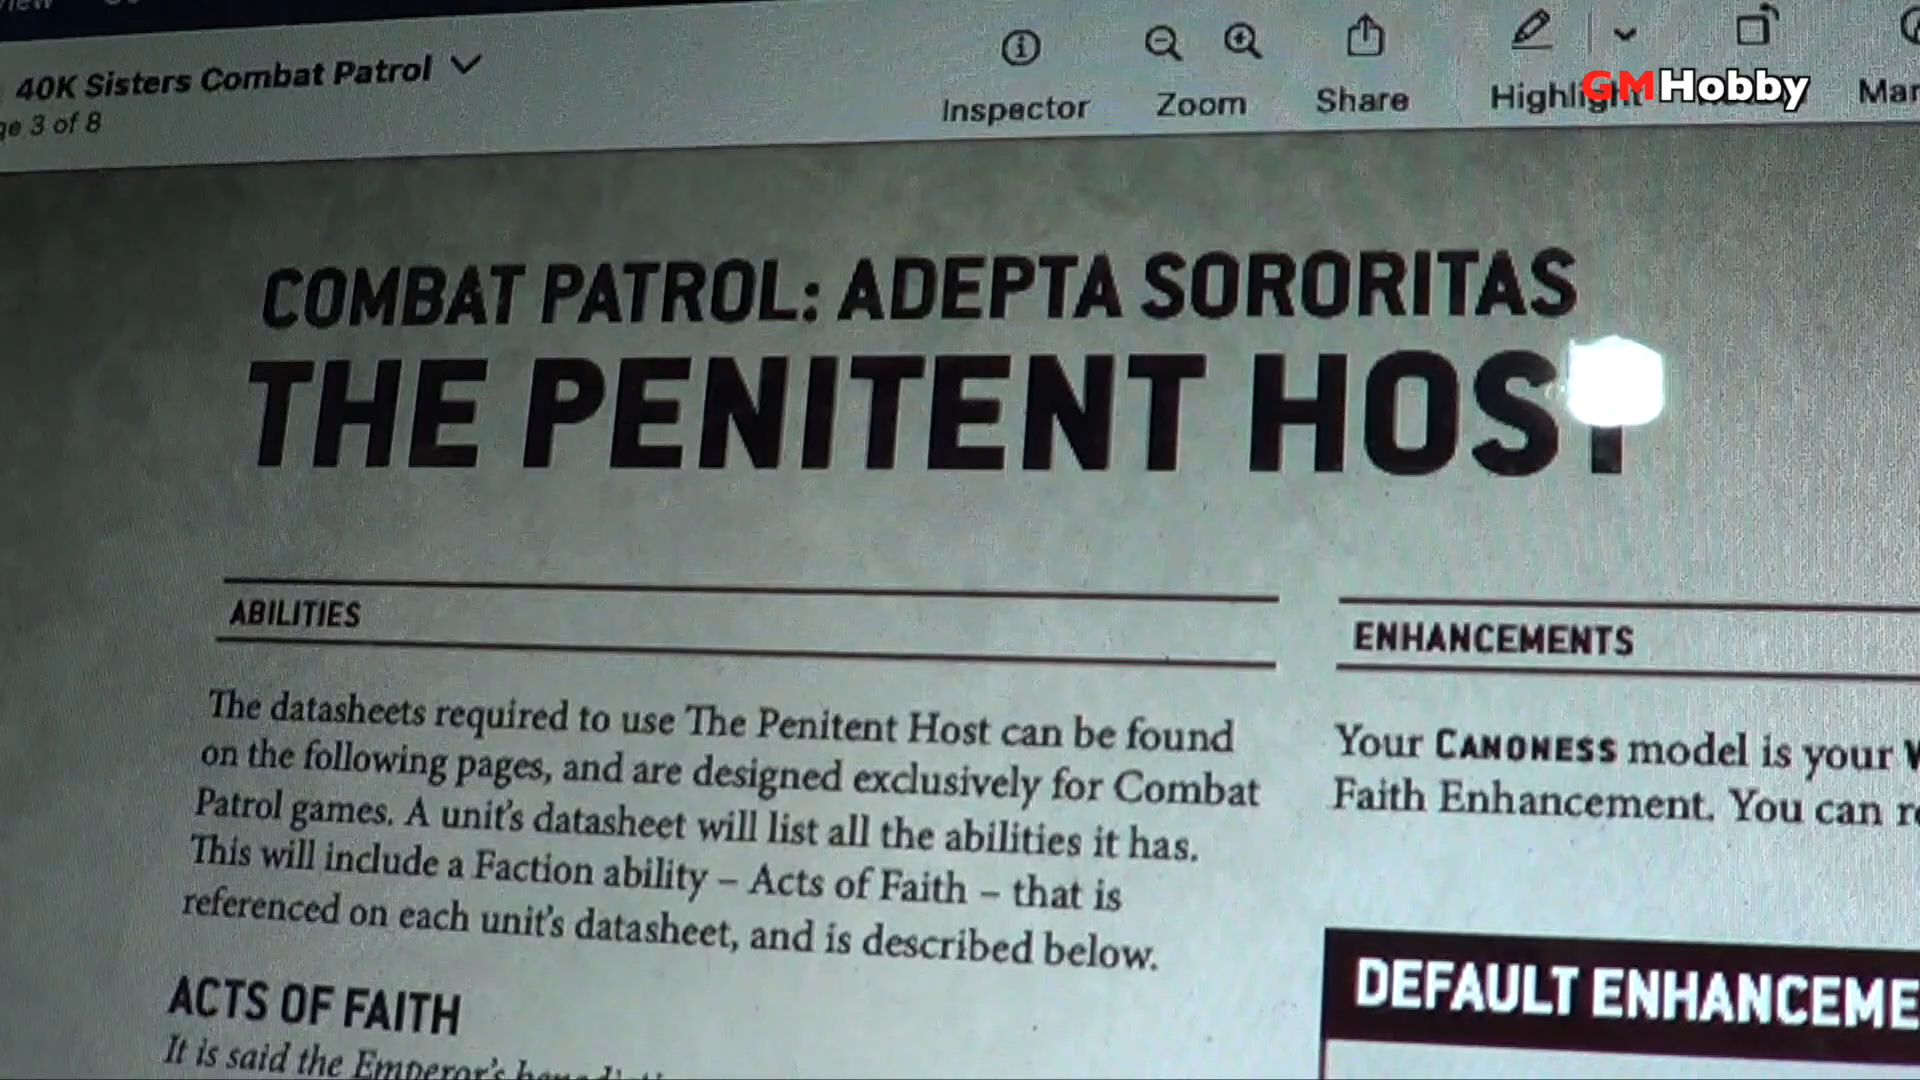 40K Sisters Combat Patrol
3 of 8
Inspector
Zoom
Share
GMHobby
COMBAT PATROL: ADEPTA SORORITAS
THE PENITENT HOST
ABILITIES
The datasheets required to use The Penitent Host can be found
on the following pages, and are designed exclusively for Combat
Patrol games. A unit's datasheet will list all the abilities it has.
This will include a Faction ability – Acts of Faith – that is
referenced on each unit's datasheet, and is described below.
ACTS OF FAITH
It is said the Emperor's
ENHANCEMENTS
Your CANONESS model is your
Faith Enhancement. You can
DEFAULT